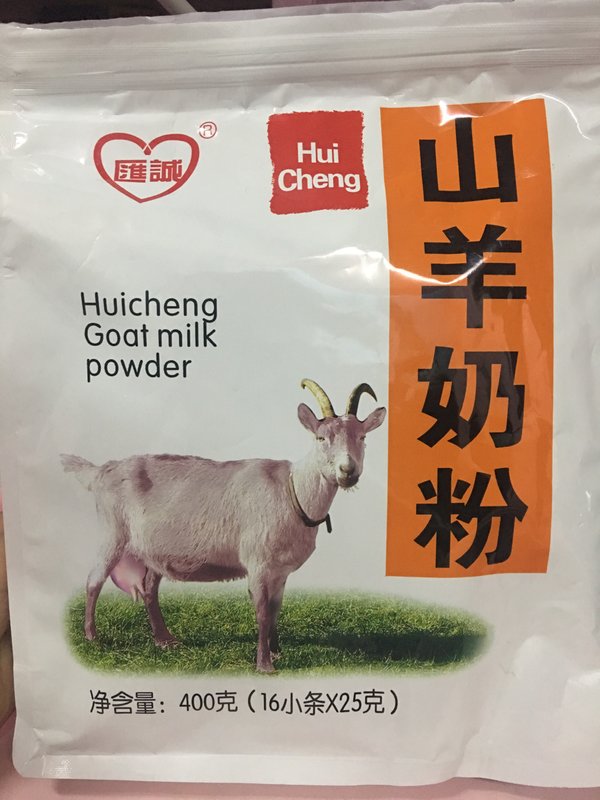 匯誠
®
Hui
Cheng
山羊奶粉
Huicheng
Goat milk
powder
净含量：400克（16小条X25克）